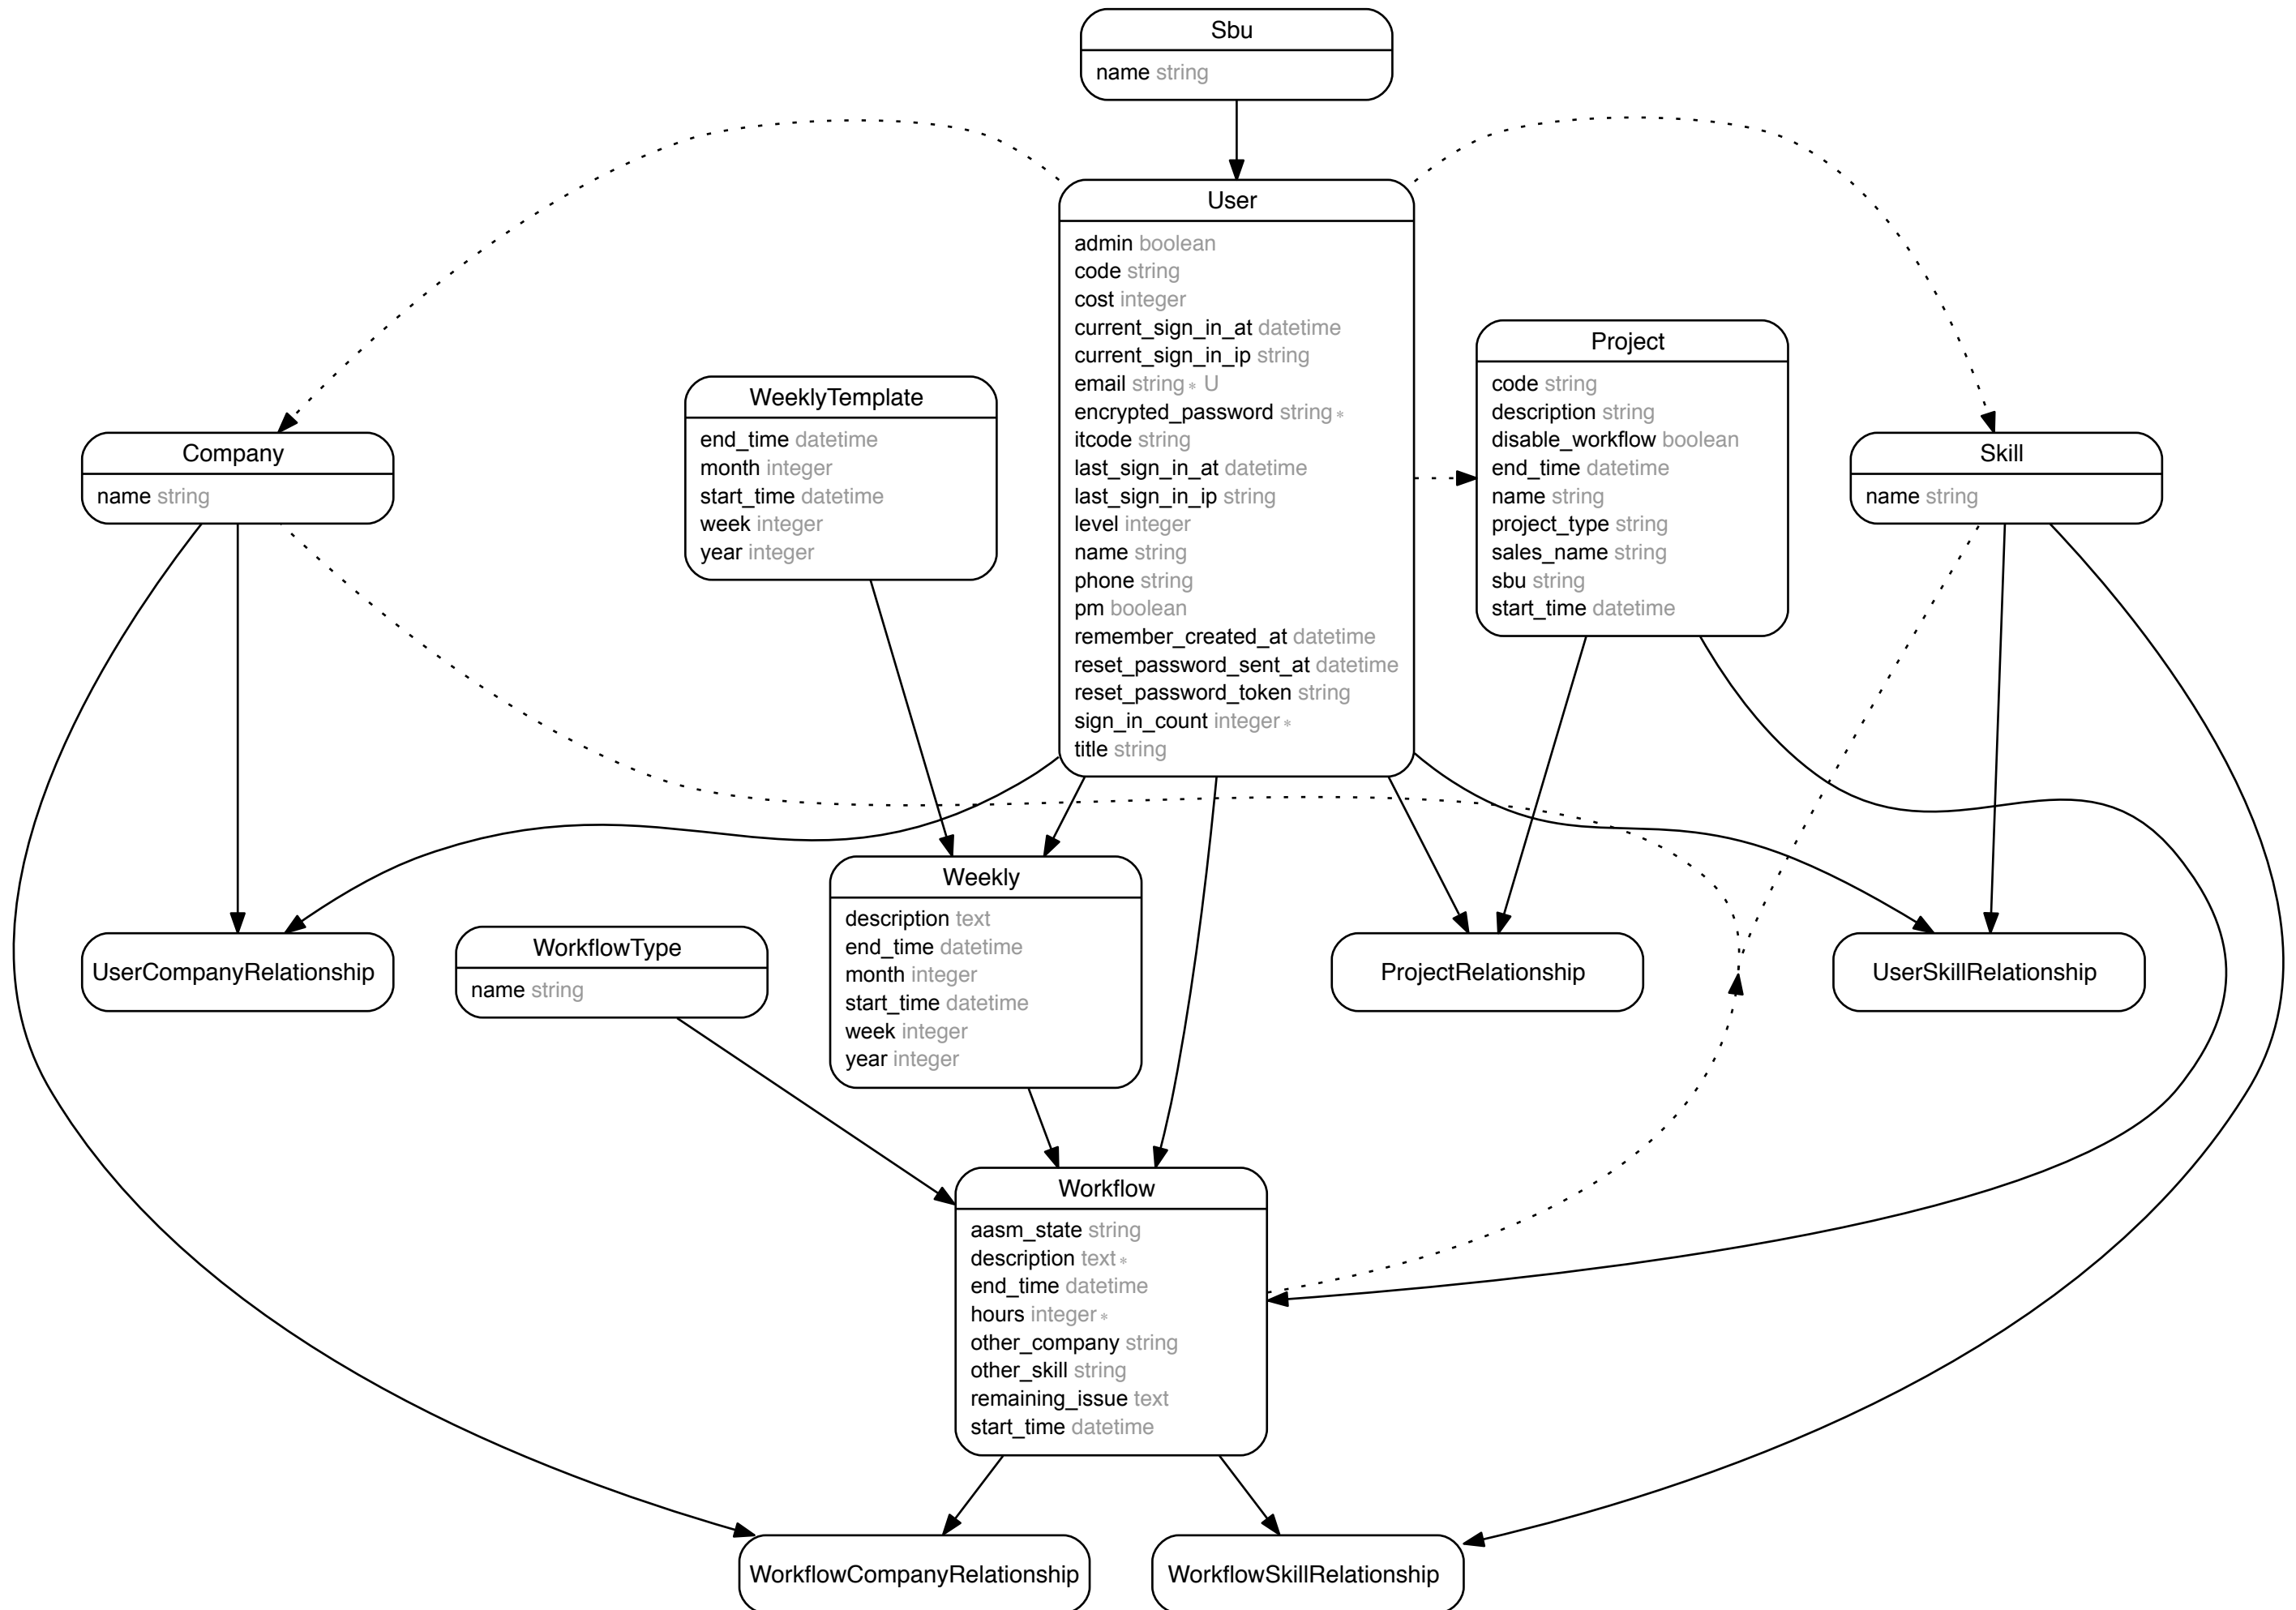 Sbu
name string
User
admin boolean
code string
cost integer
current_sign_in_at datetime
current_sign_in_ip string
email string* U
encrypted_password string*
itcode string
last_sign_in_at datetime
last_sign_in_ip string
level integer
name string
phone string
pm boolean
remember_created_at datetime
reset_password_sent_at datetime
reset_password_token string
sign_in_count integer*
title string
Project
code string
description string
disable_workflow boolean
end_time datetime
name string
project_type string
sales_name string
sbu string
start_time datetime
WeeklyTemplate
end_time datetime
month integer
start_time datetime
week integer
year integer
Company
name string
Skill
name string
Weekly
description text
end_time datetime
month integer
start_time datetime
week integer
year integer
UserCompanyRelationship
WorkflowType
name string
ProjectRelationship
UserSkillRelationship
Workflow
aasm_state string
description text*
end_time datetime
hours integer*
other_company string
other_skill string
remaining_issue text
start_time datetime
WorkflowCompanyRelationship
WorkflowSkillRelationship